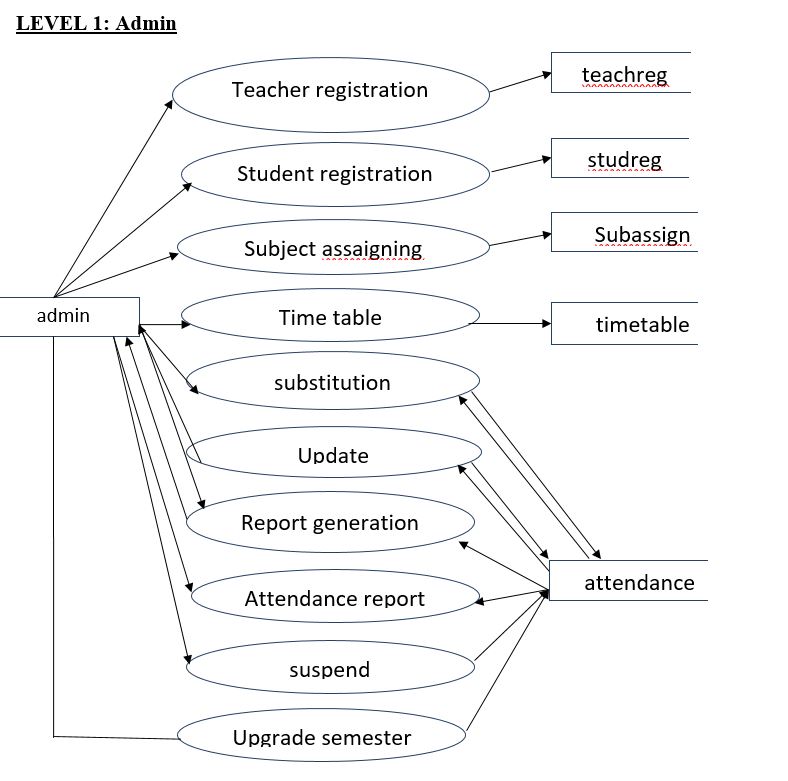 LEVEL 1: Admin
Teacher registration
teachreg
Student registration
studreg
Subject assaigning
Subassign
admin
Time table
timetable
substitution
Update
Report generation
attendance
Attendance report
suspend
Upgrade semester